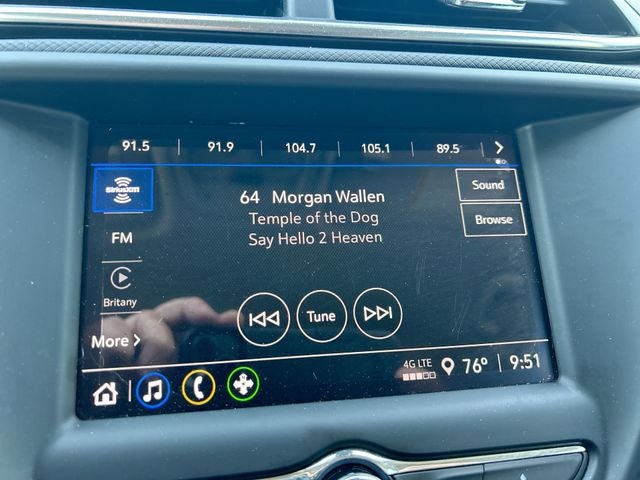 91.5 91.9 104.7 105.1 89.5
SiriusXM
64 Morgan Wallen
Temple of the Dog
Say Hello 2 Heaven
Sound
Browse
FM
Britany
Tune
More
4G LTE
76° 9:51